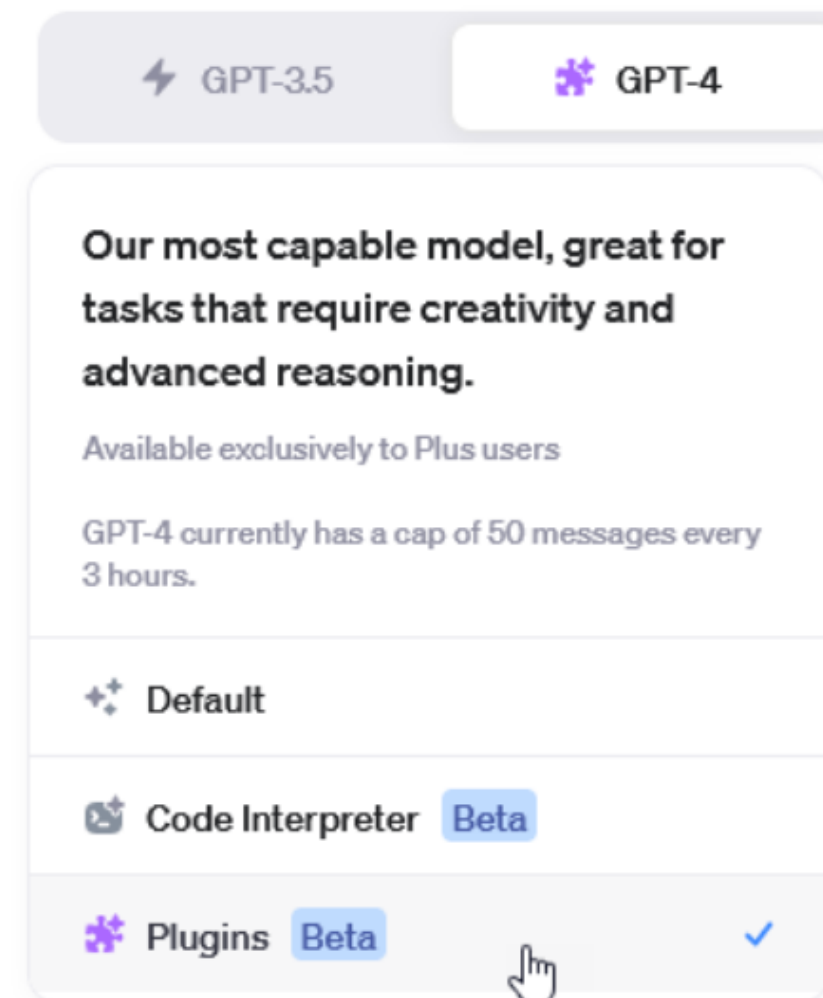 GPT-3.5
GPT-4
Our most capable model, great for
tasks that require creativity and
advanced reasoning.
Available exclusively to Plus users
GPT-4 currently has a cap of 50 messages every
3 hours.
Default
Code Interpreter Beta
Plugins Beta